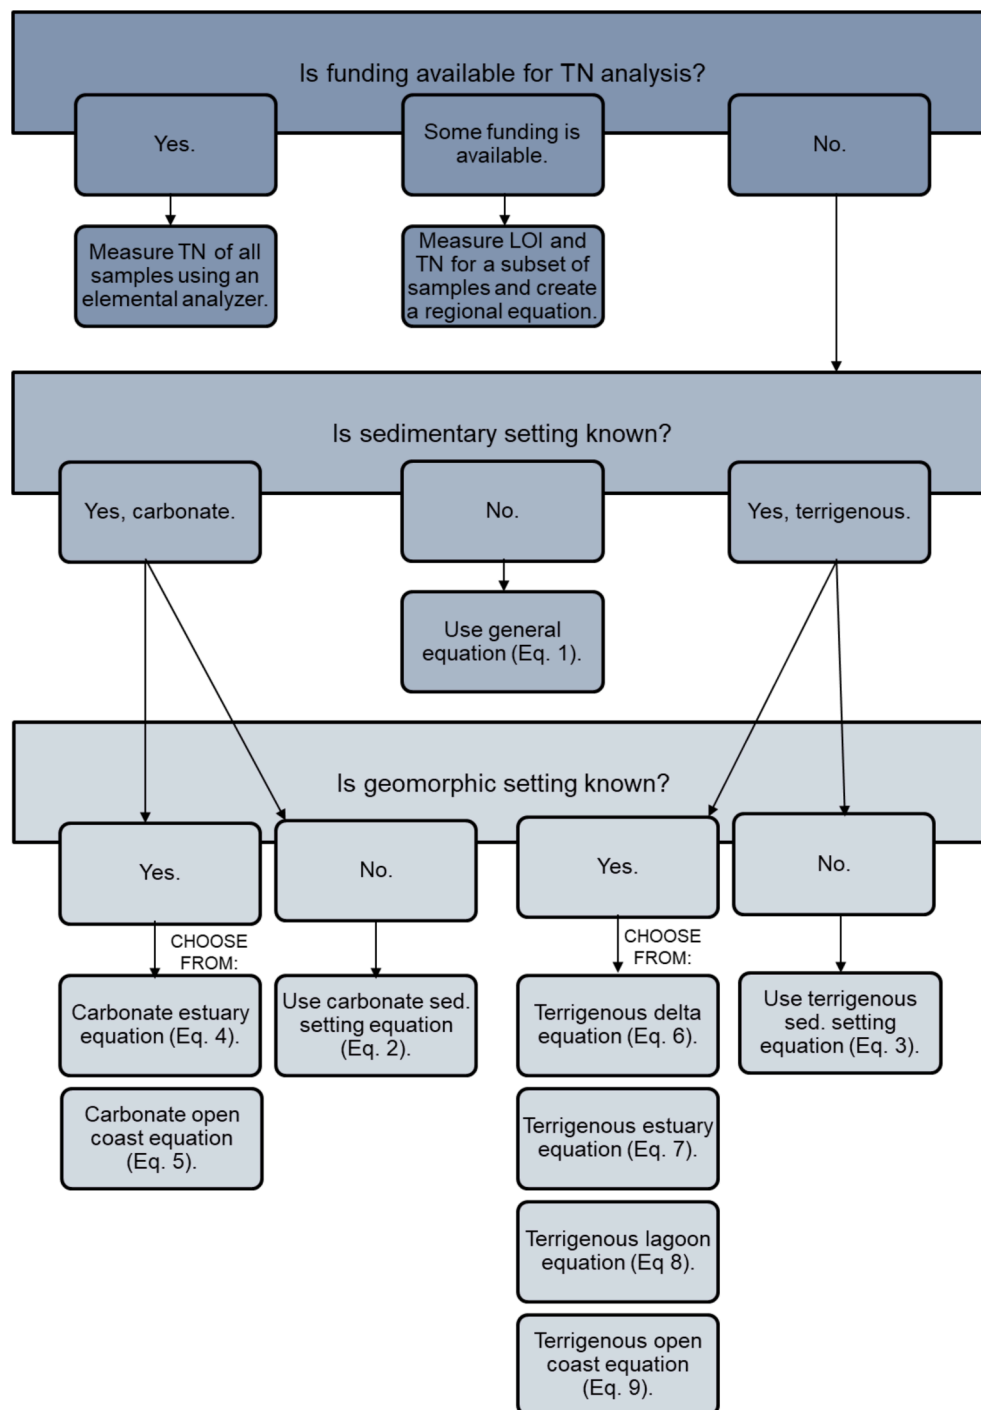 Is funding available for TN analysis?
Yes.
Some funding is
available.
No.
Measure TN of all
samples using an
elemental analyzer.
Measure LOI and
TN for a subset of
samples and create
a regional equation.
Is sedimentary setting known?
Yes, carbonate.
No.
Yes, terrigenous.
Use general
equation (Eq. 1).
Is geomorphic setting known?
Yes.
No.
Yes.
No.
CHOOSE
FROM:
CHOOSE
FROM:
Carbonate estuary
equation (Eq. 4).
Use carbonate sed.
setting equation
(Eq. 2).
Terrigenous delta
equation (Eq. 6).
Use terrigenous
sed. setting
equation (Eq. 3).
Carbonate open
coast equation
(Eq. 5).
Terrigenous estuary
equation (Eq. 7).
Terrigenous lagoon
equation (Eq 8).
Terrigenous open
coast equation
(Eq. 9).